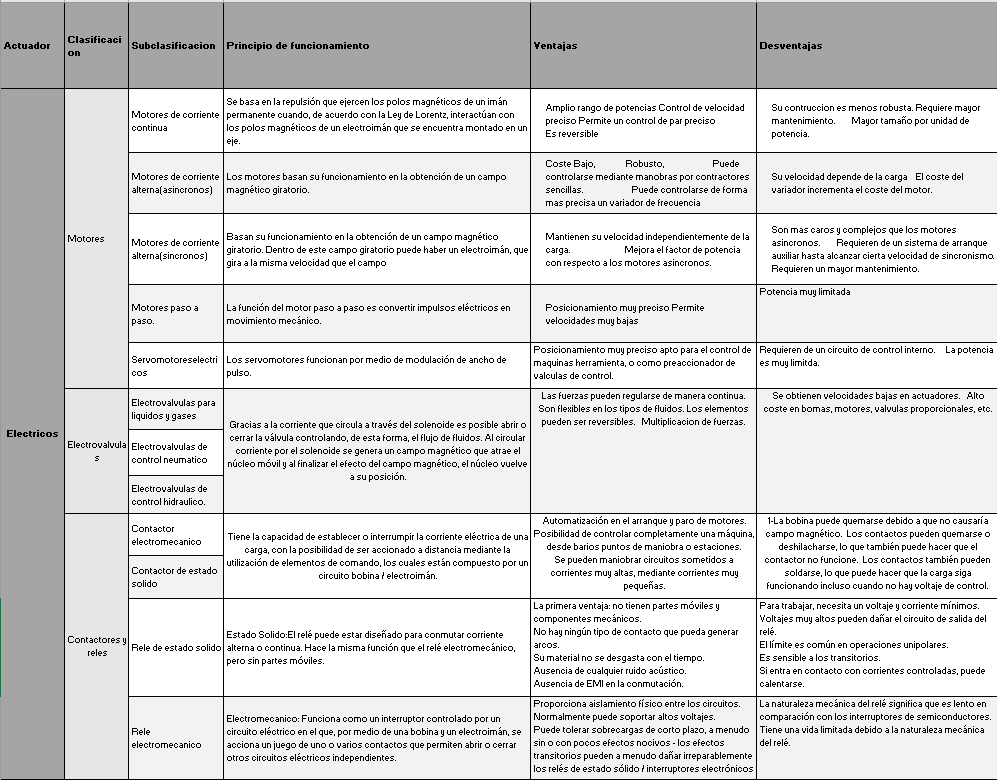 Actuador
Clasificaci
on
Subclasificacion
Principio de funcionamiento
Ventajas
Desventajas
Electricos
Motores
Motores de corriente
continua
Se basa en la repulsión que ejercen los polos magnéticos de un imán
permanente cuando, de acuerdo con la Ley de Lorentz, interactúan con
los polos magnéticos de un electroimán que se encuentra montado en un
eje.
Amplio rango de potencias Control de velocidad
preciso Permite un control de par preciso
Es reversible
Su contruccion es menos robusta. Requiere mayor
mantenimiento. Mayor tamaño por unidad de
potencia.
Motores de corriente
alterna(asincronos)
Los motores basan su funcionamiento en la obtención de un campo
magnético giratorio.
Coste Bajo, Robusto, Puede
controlarse mediante manobras por contractores
sencillas. Puede controlarse de forma
mas precisa un variador de frecuencia
Su velocidad depende de la carga El coste del
variador incrementa el coste del motor.
Motores de corriente
alterna(sincronos)
Basan su funcionamiento en la obtención de un campo magnético
giratorio. Dentro de este campo giratorio puede haber un electroimán, que
gira a la misma velocidad que el campo
Mantienen su velocidad independientemente de la
carga. Mejora el factor de potencia
con respecto a los motores asincronos.
Son mas caros y complejos que los motores
asincronos. Requieren de un sistema de arranque
auxiliar hasta alcanzar cierta velocidad de sincronismo.
Requieren un mayor mantenimiento.
Motores paso a
paso.
La función del motor paso a paso es convertir impulsos eléctricos en
movimiento mecánico.
Posicionamiento muy preciso Permite
velocidades muy bajas
Potencia muy limitada
Servomotoreselectri
cos
Los servomotores funcionan por medio de modulación de ancho de
pulso.
Posicionamiento muy preciso apto para el control de
maquinas herramienta, o como preaccionador de
valculas de control.
Requieren de un circuito de control interno. La potencia
es muy limitda.
Electrovalvula
s
Electrovalvulas para
liquidos y gases
Electrovalvulas de
control neumatico
Electrovalvulas de
control hidraulico.
Gracias a la corriente que circula a través del solenoide es posible abrir o
cerrar la válvula controlando, de esta forma, el flujo de fluidos. Al circular
corriente por el solenoide se genera un campo magnético que atrae el
núcleo móvil y al finalizar el efecto del campo magnético, el núcleo vuelve
a su posición.
Las fuerzas pueden regularse de manera continua.
Son flexibles en los tipos de fluidos. Los elementos
pueden ser reversibles. Multiplicacion de fuerzas.
Se obtienen velocidades bajas en actuadores. Alto
coste en bomas, motores, valvulas proporcionales, etc.
Contactores y
reles
Contactor
electromecanico
Contactor de estado
solido
Tiene la capacidad de establecer o interrumpir la corriente eléctrica de una
carga, con la posibilidad de ser accionado a distancia mediante la
utilización de elementos de comando, los cuales están compuesto por un
circuito bobina / electroimán.
Automatización en el arranque y paro de motores.
Posibilidad de controlar completamente una máquina,
desde barios puntos de maniobra o estaciones.
Se pueden maniobrar circuitos sometidos a
corrientes muy altas, mediante corrientes muy
pequeñas.
1-La bobina puede quemarse debido a que no causaría
campo magnético. Los contactos pueden quemarse o
deshilacharse, lo que también puede hacer que el
contactor no funcione. Los contactos también pueden
soldarse, lo que puede hacer que la carga siga
funcionando incluso cuando no hay voltaje de control.
Rele de estado solido
Estado Solido:El relé puede estar diseñado para conmutar corriente
alterna o continua. Hace la misma función que el relé electromecánico,
pero sin partes móviles.
La primera ventaja: no tienen partes móviles y
componentes mecánicos.
No hay ningún tipo de contacto que pueda generar
arcos.
Su material no se desgasta con el tiempo.
Ausencia de cualquier ruido acústico.
Ausencia de EMI en la conmutación.
Para trabajar, necesita un voltaje y corriente mínimos.
Voltajes muy altos pueden dañar el circuito de salida del
relé.
El límite es común en operaciones unipolares.
Es sensible a los transitorios.
Si entra en contacto con corrientes controladas, puede
calentarse.
Rele
electromecanico
Electromecanico: Funciona como un interruptor controlado por un
circuito eléctrico en el que, por medio de una bobina y un electroimán, se
acciona un juego de uno o varios contactos que permiten abrir o cerrar
otros circuitos eléctricos independientes.
Proporciona aislamiento físico entre los circuitos.
Normalmente puede soportar altos voltajes.
Puede tolerar sobrecargas de corto plazo, a menudo
sin o con pocos efectos nocivos - los efectos
transitorios pueden a menudo dañar irreparablemente
los relés de estado sólido / interruptores electrónicos
La naturaleza mecánica del relé significa que es lento en
comparación con los interruptores de semiconductores.
Tiene una vida limitada debido a la naturaleza mecánica
del relé.